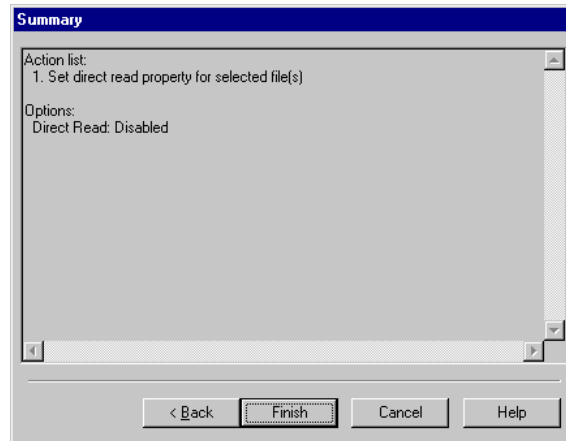 Summary
Action list:
1. Set direct read property for selected file(s)
Options:
Direct Read: Disabled
< Back Finish Cancel Help